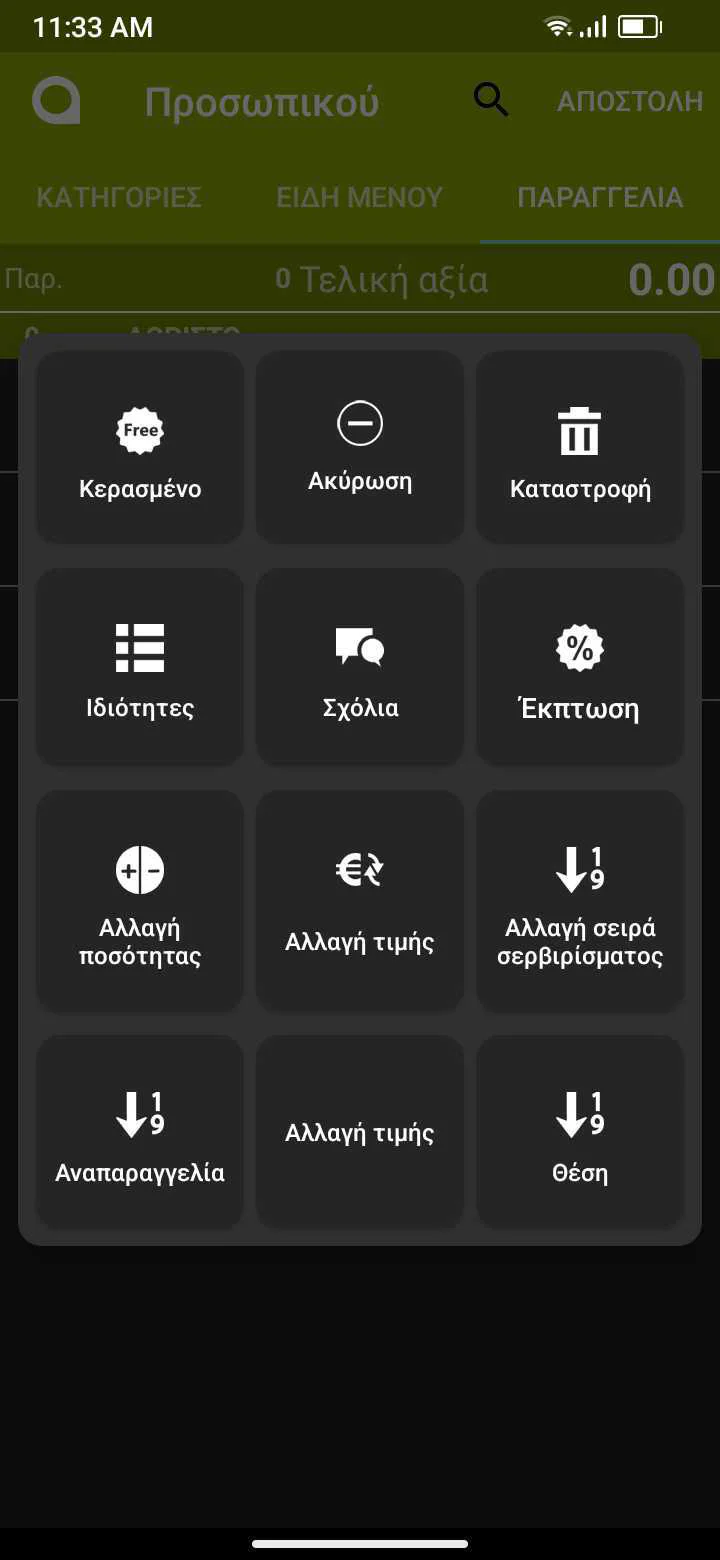 11:33 AM
Προσωπικού
ΑΠΟΣΤΟΛΗ
ΚΑΤΗΓΟΡΙΕΣ
ΕΙΔΗ ΜΕΝΟΥ
ΠΑΡΑΓΓΕΛΙΑ
Παρ.
0 Τελική αξία
0.00
Free
Κερασμένο
Ακύρωση
Καταστροφή
Ιδιότητες
Σχόλια
%
Έκπτωση
Αλλαγή
ποσότητας
Αλλαγή τιμής
1
9
Αλλαγή σειρά
σερβιρίσματος
1
9
Αναπαραγγελία
Αλλαγή τιμής
1
9
Θέση